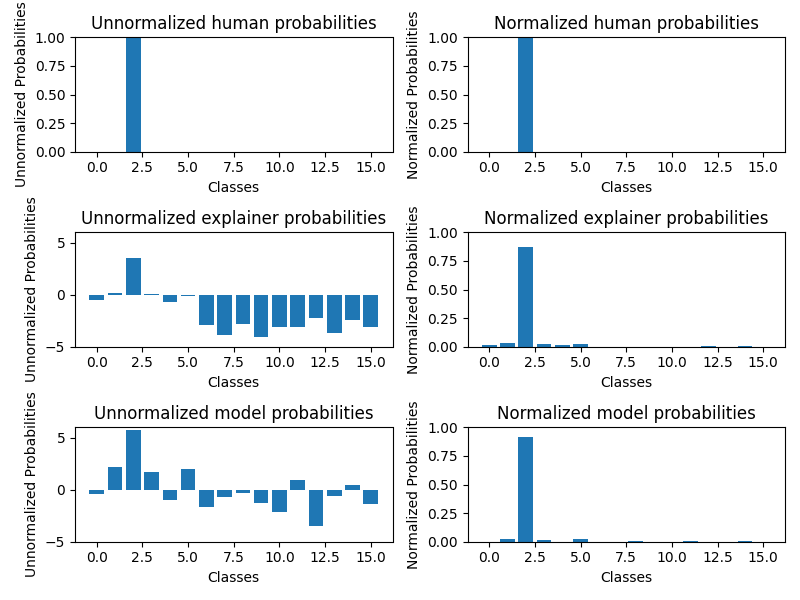 Unnormalized human probabilities
Unnormalized Probabilities
1.00
0.75
0.50
0.25
0.00
0.0 2.5 5.0 7.5 10.0 12.5 15.0
Classes
Normalized human probabilities
Normalized Probabilities
1.00
0.75
0.50
0.25
0.00
0.0 2.5 5.0 7.5 10.0 12.5 15.0
Classes
Unnormalized explainer probabilities
Unnormalized Probabilities
5
0
−5
0.0 2.5 5.0 7.5 10.0 12.5 15.0
Classes
Normalized explainer probabilities
Normalized Probabilities
1.00
0.75
0.50
0.25
0.00
0.0 2.5 5.0 7.5 10.0 12.5 15.0
Classes
Unnormalized model probabilities
Unnormalized Probabilities
5
0
−5
0.0 2.5 5.0 7.5 10.0 12.5 15.0
Classes
Normalized model probabilities
Normalized Probabilities
1.00
0.75
0.50
0.25
0.00
0.0 2.5 5.0 7.5 10.0 12.5 15.0
Classes